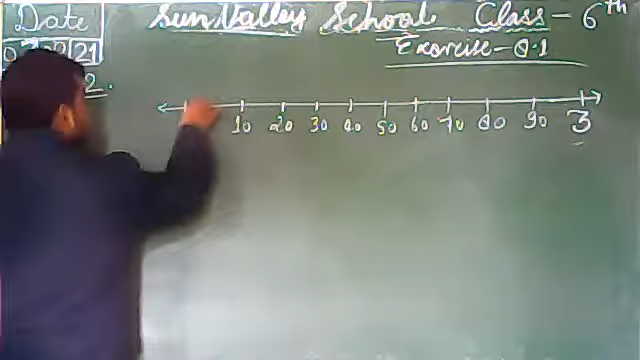 Date Sun Valley School Class - 6th
21 Exercise - 8.1
2.
10 20 30 40 50 60 70 80 90 3